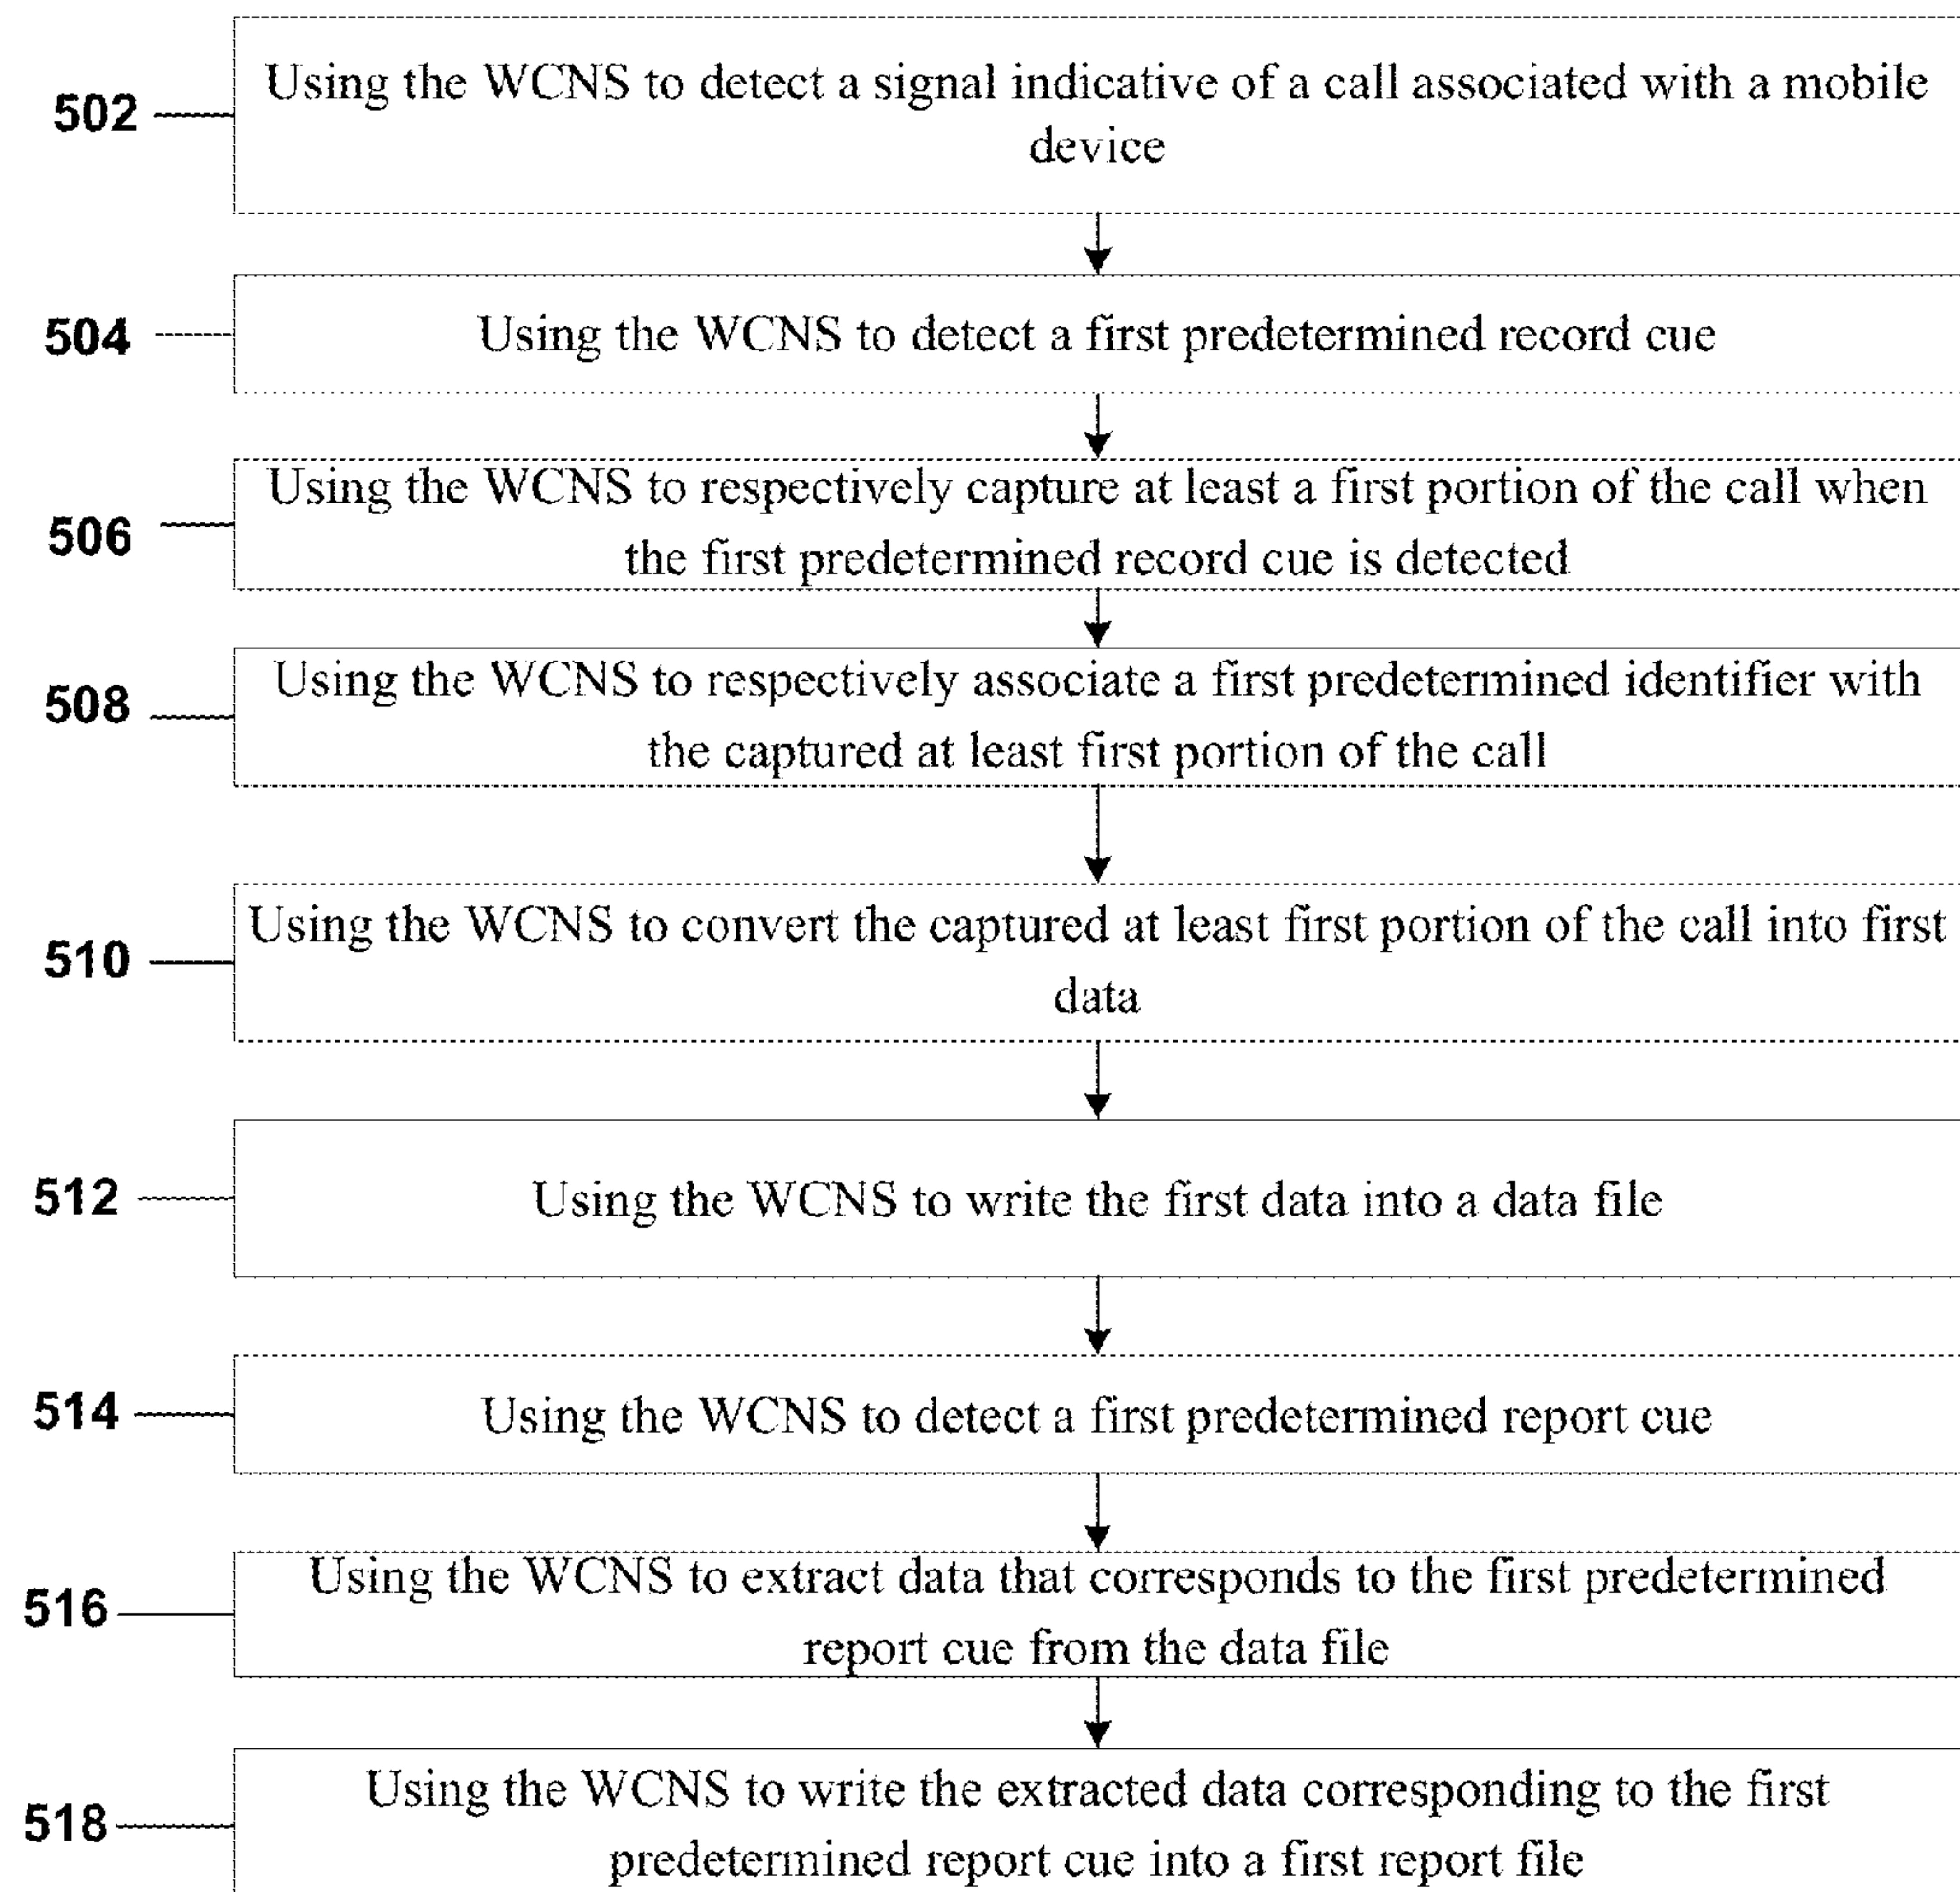 502
Using the WCNS to detect a signal indicative of a call associated with a mobile
device
504
Using the WCNS to detect a first predetermined record cue
506
Using the WCNS to respectively capture at least a first portion of the call when
the first predetermined record cue is detected
508
Using the WCNS to respectively associate a first predetermined identifier with
the captured at least first portion of the call
510
Using the WCNS to convert the captured at least first portion of the call into first
data
512
Using the WCNS to write the first data into a data file
514
Using the WCNS to detect a first predetermined report cue
516
Using the WCNS to extract data that corresponds to the first predetermined
report cue from the data file
518
Using the WCNS to write the extracted data corresponding to the first
predetermined report cue into a first report file